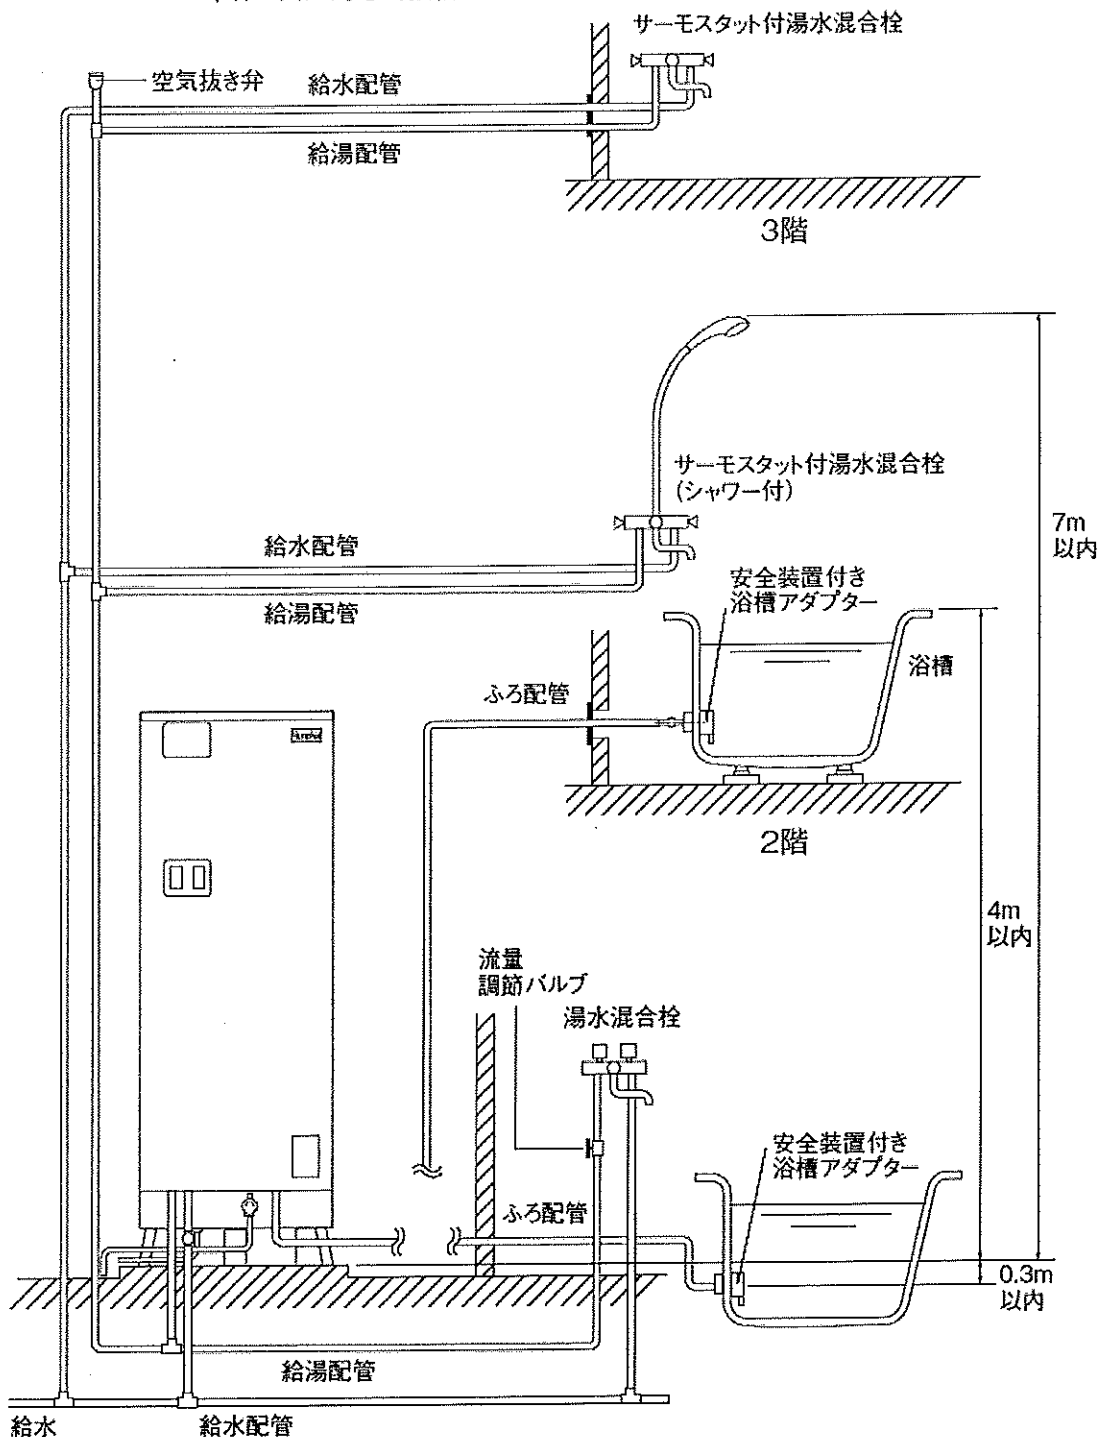 サーモスタット付湯水混合栓
空気抜き弁
給水配管
給湯配管
3階
サーモスタット付湯水混合栓
(シャワー付)
7m
以内
給水配管
給湯配管
安全装置付き
浴槽アダプター
浴槽
ふろ配管
2階
4m
以内
流量
調節バルブ
湯水混合栓
安全装置付き
浴槽アダプター
ふろ配管
0.3m
以内
給湯配管
給水
給水配管